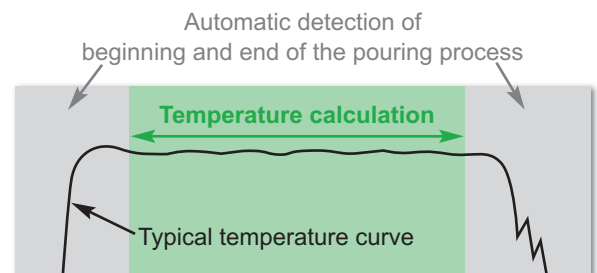 Automatic detection of
beginning and end of the pouring process
Temperature calculation
Typical temperature curve